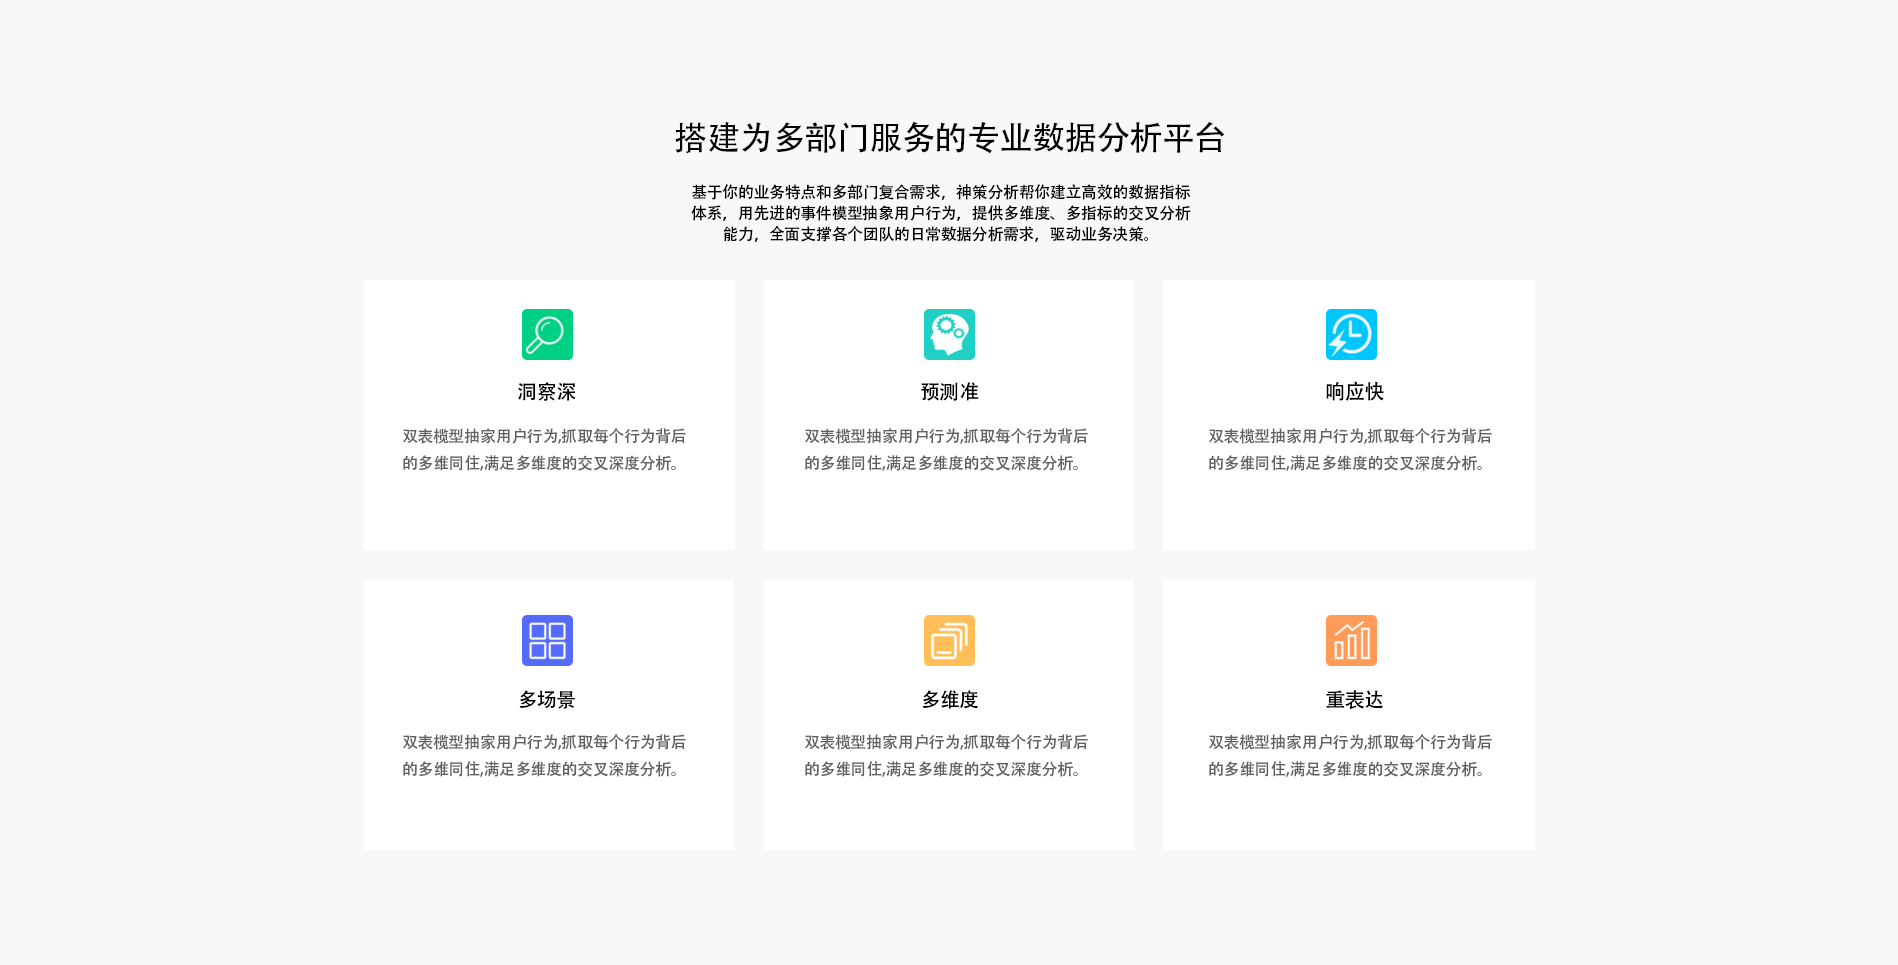 搭建为多部门服务的专业数据分析平台
基于你的业务特点和多部门复合需求，神策分析帮你建立高效的数据指标
体系，用先进的事件模型抽象用户行为，提供多维度、多指标的交叉分析
能力，全面支撑各个团队的日常数据分析需求，驱动业务决策。
洞察深
双表榄型抽家用户行为,抓取每个行为背后
的多维同住,满足多维度的交叉深度分析。
预测准
双表榄型抽家用户行为,抓取每个行为背后
的多维同住,满足多维度的交叉深度分析。
响应快
双表榄型抽家用户行为,抓取每个行为背后
的多维同住,满足多维度的交叉深度分析。
多场景
双表榄型抽家用户行为,抓取每个行为背后
的多维同住,满足多维度的交叉深度分析。
多维度
双表榄型抽家用户行为,抓取每个行为背后
的多维同住,满足多维度的交叉深度分析。
重表达
双表榄型抽家用户行为,抓取每个行为背后
的多维同住,满足多维度的交叉深度分析。